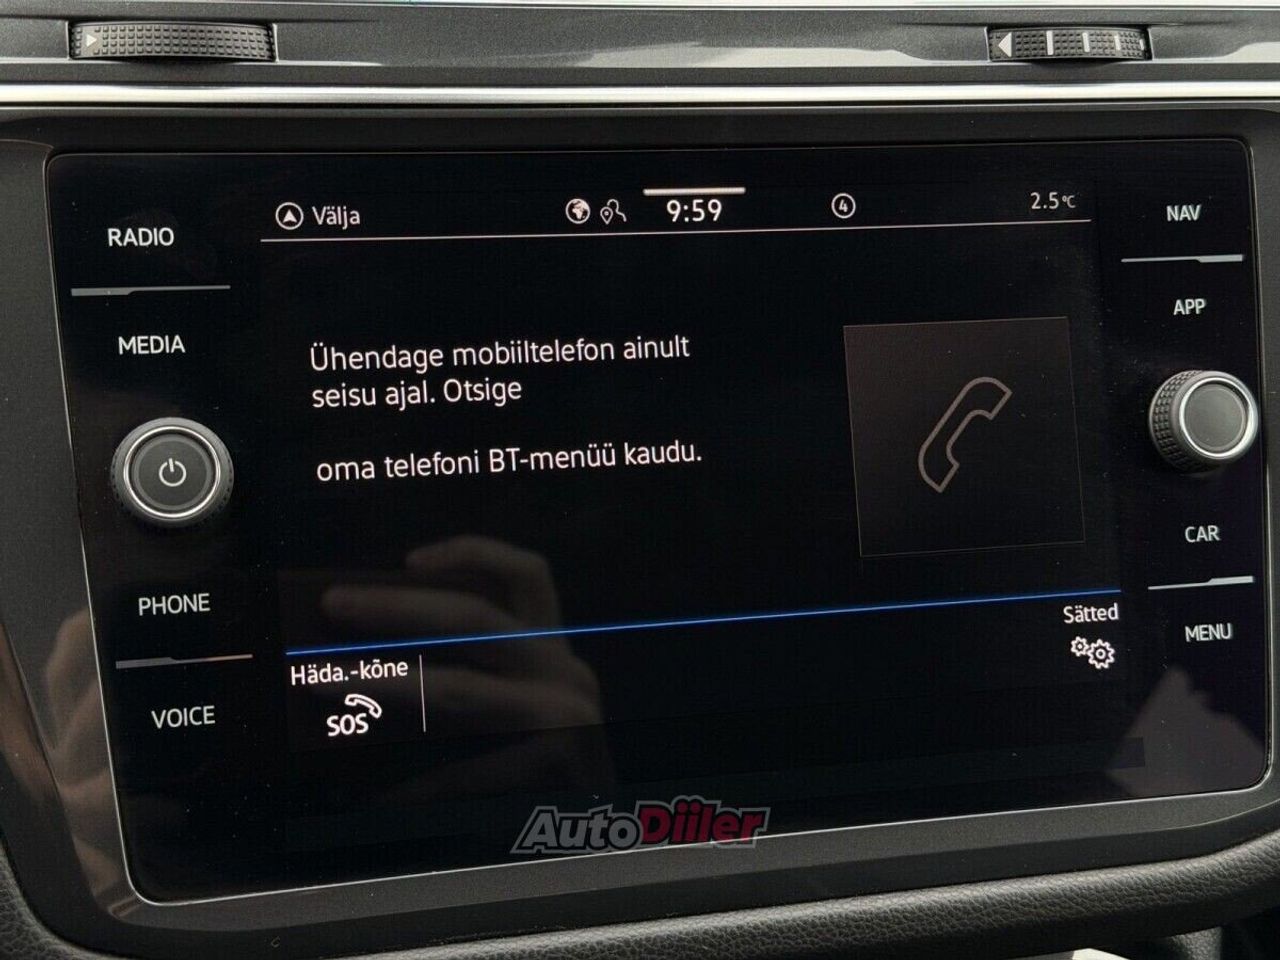 RADIO
MEDIA
PHONE
VOICE
Välja
9:59
4
2.5°C
Ühendage mobiiltelefon ainult
seisu ajal. Otsige
oma telefoni BT-menüü kaudu.
Sätted
Häda.-kõne
SOS
NAV
APP
CAR
MENU
AutoDiiler